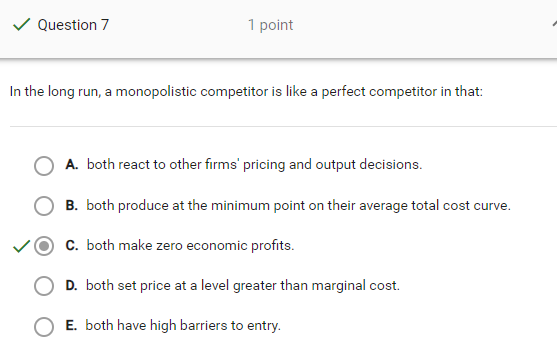 Question 7 1 point
In the long run, a monopolistic competitor is like a perfect competitor in that:
A. both react to other firms' pricing and output decisions.
B. both produce at the minimum point on their average total cost curve.
C. both make zero economic profits.
D. both set price at a level greater than marginal cost.
E. both have high barriers to entry.